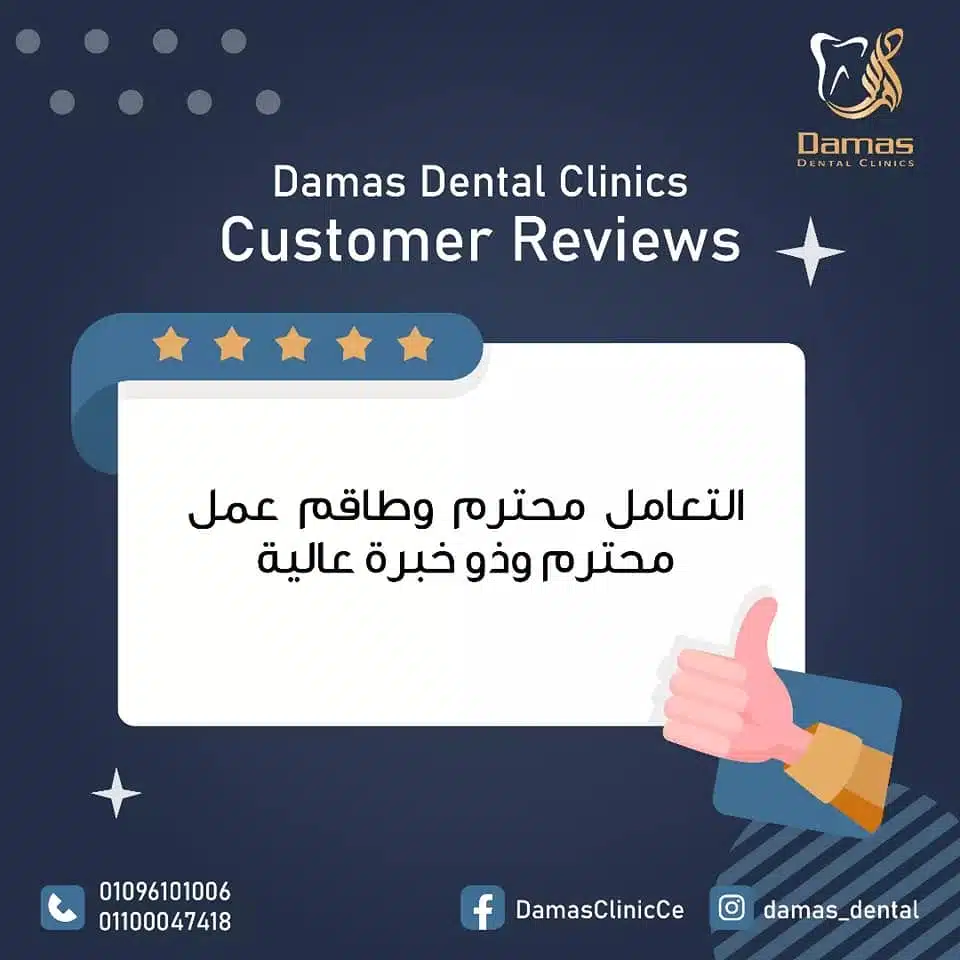 Damas
DENTAL CLINICS
Damas Dental Clinics
Customer Reviews
التعامل محترم وطاقم عمل
محترم وذو خبرة عالية
01096101006
01100047418
DamasClinicCe
damas_dental